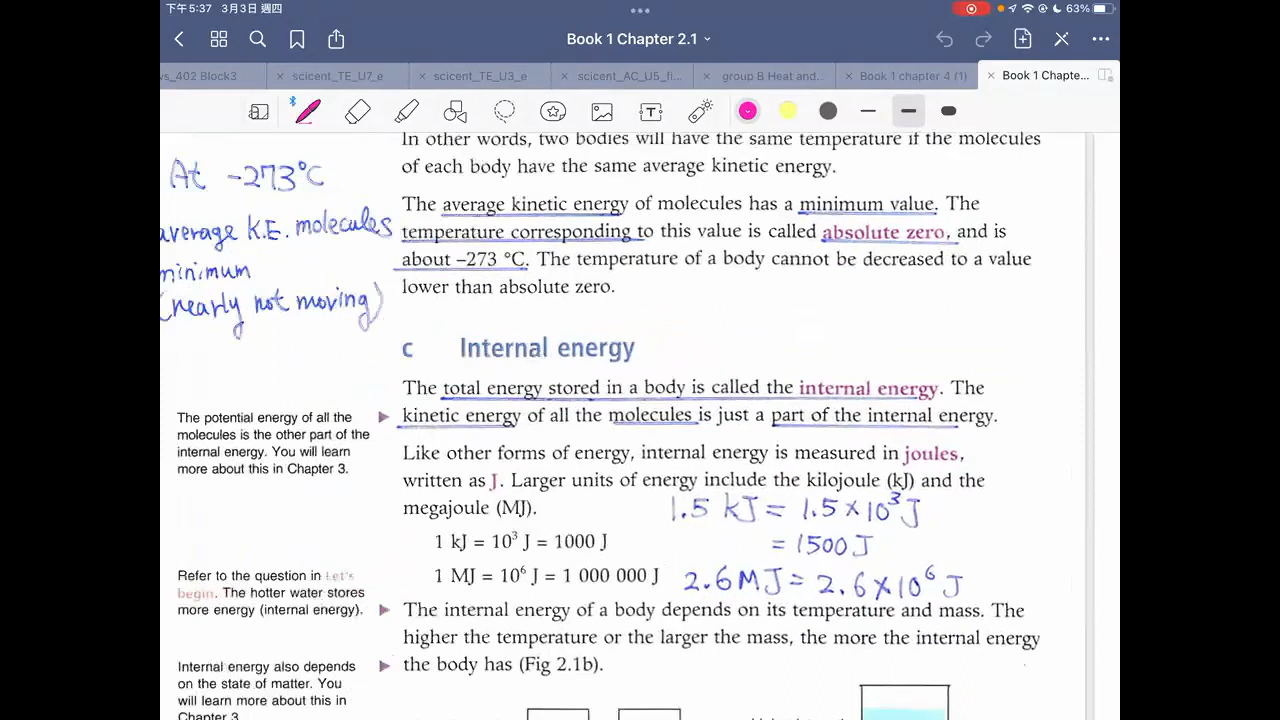 下午5:37 3月3日 週四
63%
Book 1 Chapter 2.1
vs_402 Block3
scicent_TE_U7_e
scicent_TE_U3_e
scicent_AC_U5_fi...
group B Heat and...
Book 1 chapter 4 (1)
Book 1 Chapte...
In other words, two bodies will have the same temperature if the molecules
of each body have the same average kinetic energy.
At -273°C
average K.E. molecules
minimum
(nearly not moving)
The average kinetic energy of molecules has a minimum value. The
temperature corresponding to this value is called absolute zero, and is
about –273 °C. The temperature of a body cannot be decreased to a value
lower than absolute zero.
c Internal energy
The total energy stored in a body is called the internal energy. The
kinetic energy of all the molecules is just a part of the internal energy.
The potential energy of all the
molecules is the other part of the
internal energy. You will learn
more about this in Chapter 3.
Like other forms of energy, internal energy is measured in joules,
written as J. Larger units of energy include the kilojoule (kJ) and the
megajoule (MJ).
1.5 kJ = 1.5×10³ J
= 1500 J
1 kJ = 10³ J = 1000 J
1 MJ = 10⁶ J = 1 000 000 J
2.6 MJ = 2.6×10⁶ J
Refer to the question in Let's
begin. The hotter water stores
more energy (internal energy).
The internal energy of a body depends on its temperature and mass. The
higher the temperature or the larger the mass, the more the internal energy
the body has (Fig 2.1b).
Internal energy also depends
on the state of matter. You
will learn more about this in
Chapter 3.